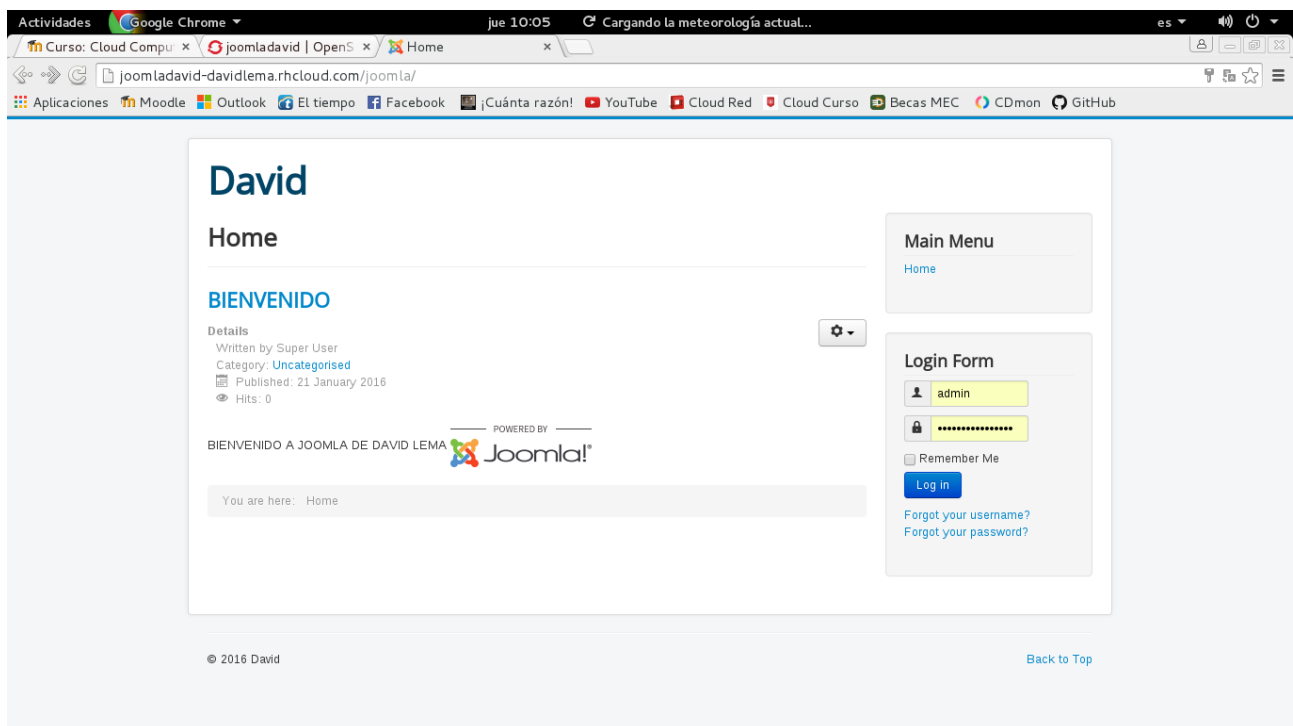 Actividades Google Chrome jue 10:05 Cargando la meteorología actual... es
Curso: Cloud Compu joomladavid | OpenS Home
joomladavid-davidlema.rhcloud.com/joomla/
Aplicaciones Moodle Outlook El tiempo Facebook ¡Cuánta razón! YouTube Cloud Red Cloud Curso Becas MEC CDmon GitHub
David
Home
BIENVENIDO
Details
Written by Super User
Category: Uncategorised
Published: 21 January 2016
Hits: 0
BIENVENIDO A JOOMLA DE DAVID LEMA
POWERED BY
Joomla!®
You are here: Home
Main Menu
Home
Login Form
admin
••••••••••••••••
Remember Me
Log in
Forgot your username?
Forgot your password?
© 2016 David
Back to Top